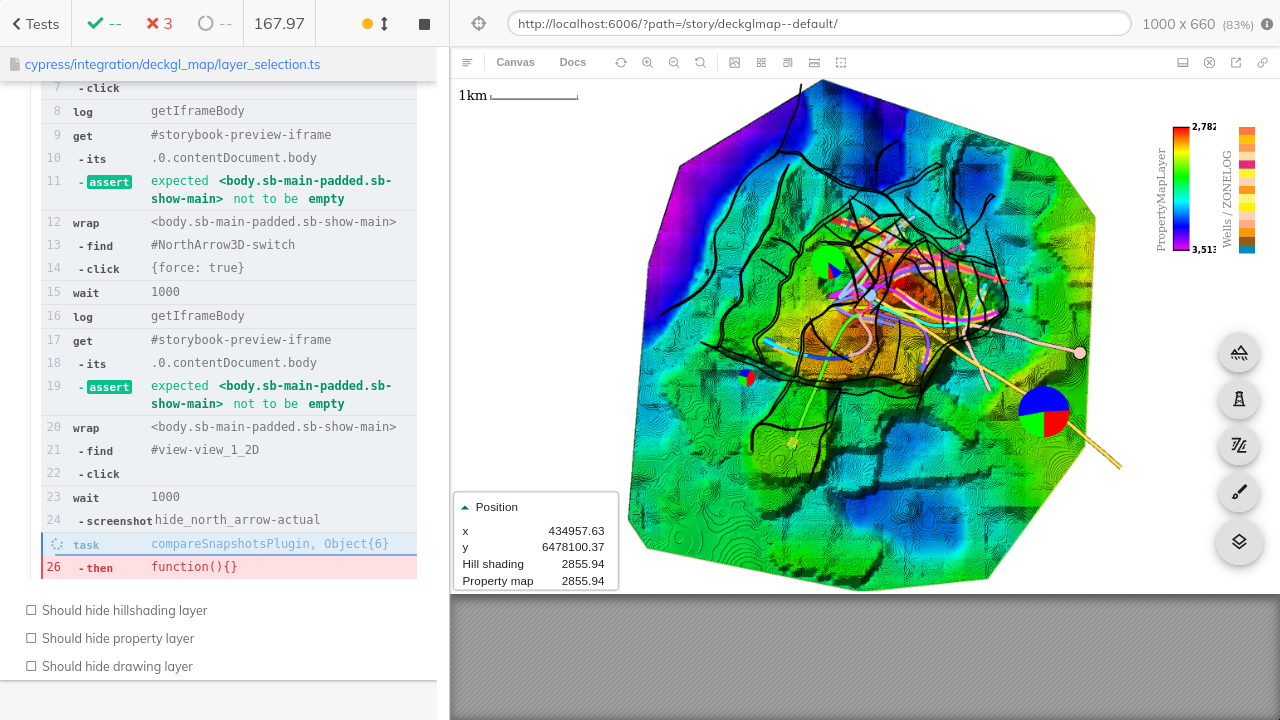 Tests
--
3
--
167.97
http://localhost:6006/?path=/story/deckglmap--default/
1000 x 660 (83%)
cypress/integration/deckgl_map/layer_selection.ts
Canvas
Docs
7 -click
8 log getIframeBody
9 get #storybook-preview-iframe
10 -its .0.contentDocument.body
11 -assert expected <body.sb-main-padded.sb-
show-main> not to be empty
12 wrap <body.sb-main-padded.sb-show-main>
13 -find #NorthArrow3D-switch
14 -click {force: true}
15 wait 1000
16 log getIframeBody
17 get #storybook-preview-iframe
18 -its .0.contentDocument.body
19 -assert expected <body.sb-main-padded.sb-
show-main> not to be empty
20 wrap <body.sb-main-padded.sb-show-main>
21 -find #view-view_1_2D
22 -click
23 wait 1000
24 -screenshot hide_north_arrow-actual
task compareSnapshotsPlugin, Object{6}
26 -then function(){}
Should hide hillshading layer
Should hide property layer
Should hide drawing layer
1km
PropertyMapLayer
2,782
3,513
Wells / ZONELOG
Position
x 434957.63
y 6478100.37
Hill shading 2855.94
Property map 2855.94